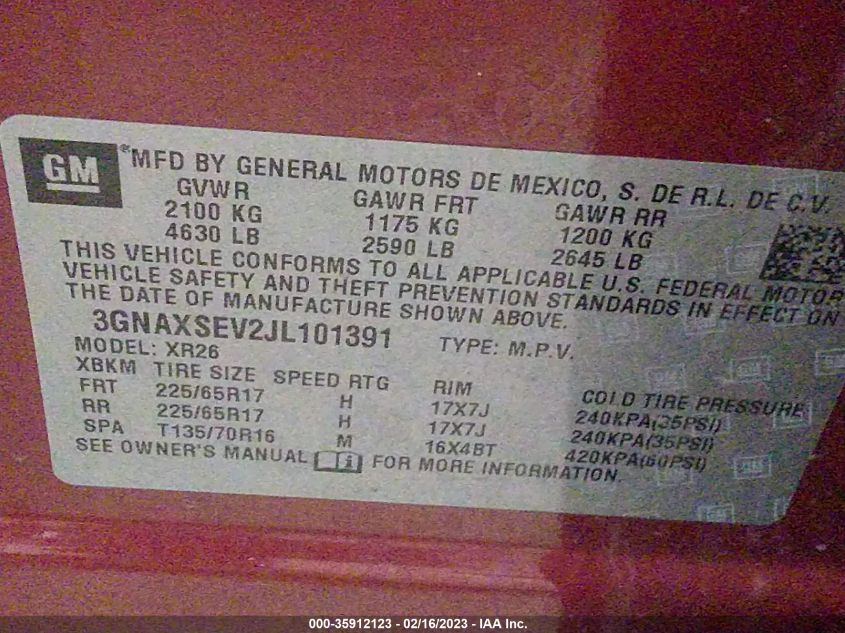 GM
*MFD BY GENERAL MOTORS DE MEXICO, S. DE R.L. DE C.V.
GVWR GAWR FRT GAWR RR
2100 KG 1175 KG 1200 KG
4630 LB 2590 LB 2645 LB
THIS VEHICLE CONFORMS TO ALL APPLICABLE U.S. FEDERAL MOTOR
VEHICLE SAFETY AND THEFT PREVENTION STANDARDS IN EFFECT ON
THE DATE OF MANUFACTURE SHOWN ABOVE.
3GNAXSEV2JL101391 TYPE: M.P.V.
MODEL: XR26
XBKM TIRE SIZE SPEED RTG RIM COLD TIRE PRESSURE
FRT 225/65R17 H 17X7J 240KPA(35PSI)
RR 225/65R17 H 17X7J 240KPA(35PSI)
SPA T135/70R16 M 16X4BT 420KPA(60PSI)
SEE OWNER'S MANUAL FOR MORE INFORMATION.
000-35912123 - 02/16/2023 - IAA Inc.